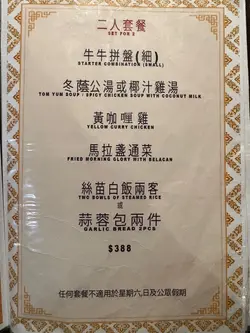 二人套餐
SET FOR 2
牛牛拼盤(細)
STARTER COMBINATION (SMALL)
冬蔭公湯或椰汁雞湯
TOM YUM SOUP / SPICY CHICKEN SOUP WITH COCONUT MILK
黃咖喱雞
YELLOW CURRY CHICKEN
馬拉盞通菜
FRIED MORNING GLORY WITH BELACAN
絲苗白飯兩客
TWO BOWLS OF STEAMED RICE
或
蒜蓉包兩件
GARLIC BREAD 2PCS
$388
任何套餐不適用於星期六,日及公眾假期